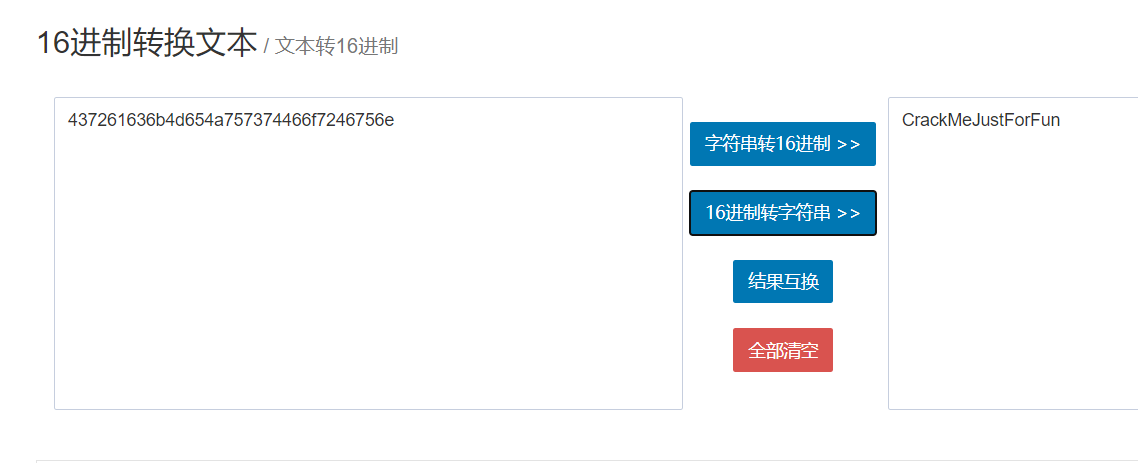 16进制转换文本 / 文本转16进制
437261636b4d654a757374466f7246756e
字符串转16进制 >>
16进制转字符串 >>
结果互换
全部清空
CrackMeJustForFun